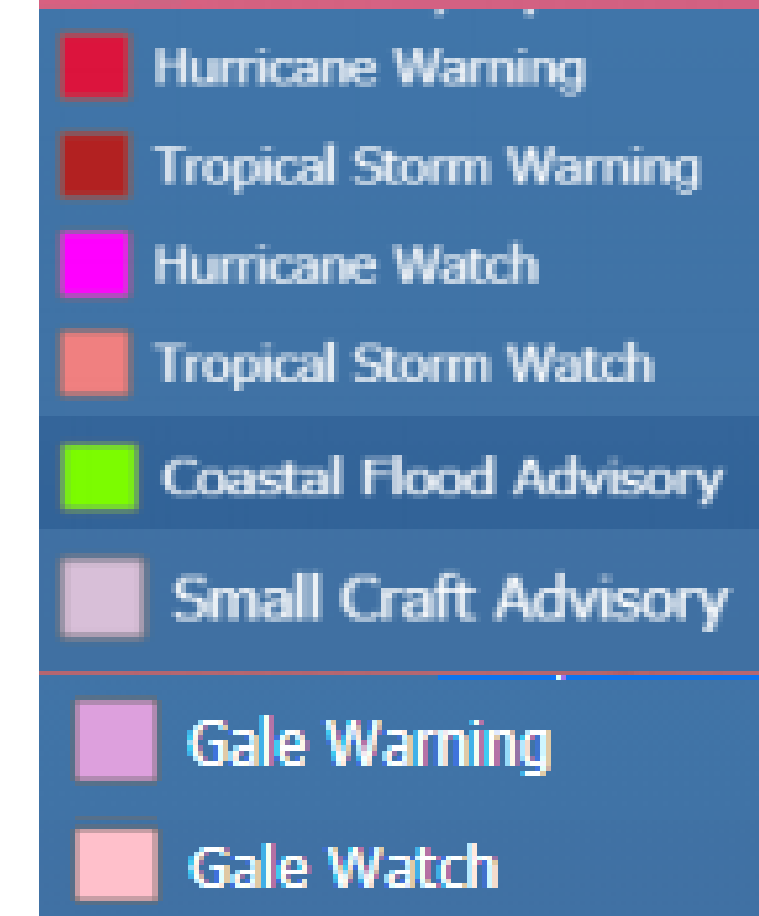 Hurricane Warning
Tropical Storm Warning
Hurricane Watch
Tropical Storm Watch
Coastal Flood Advisory
Small Craft Advisory
Gale Warning
Gale Watch